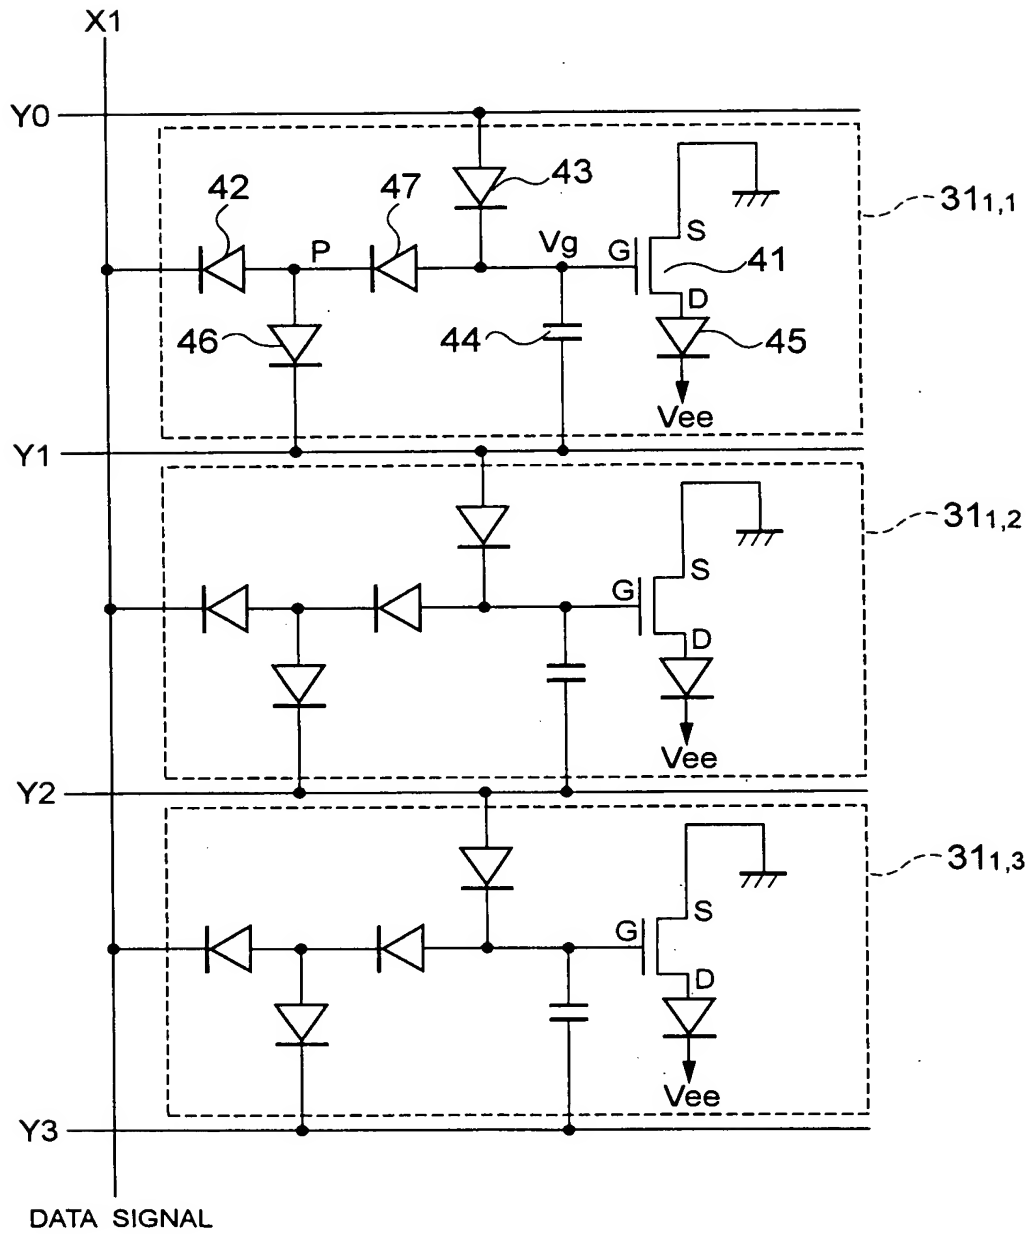 X1
Y0
42
47
43
31₁,₁
P
Vg
G
S
41
D
46
44
45
Vee
Y1
31₁,₂
G
S
D
Vee
Y2
31₁,₃
G
S
D
Vee
Y3
DATA SIGNAL